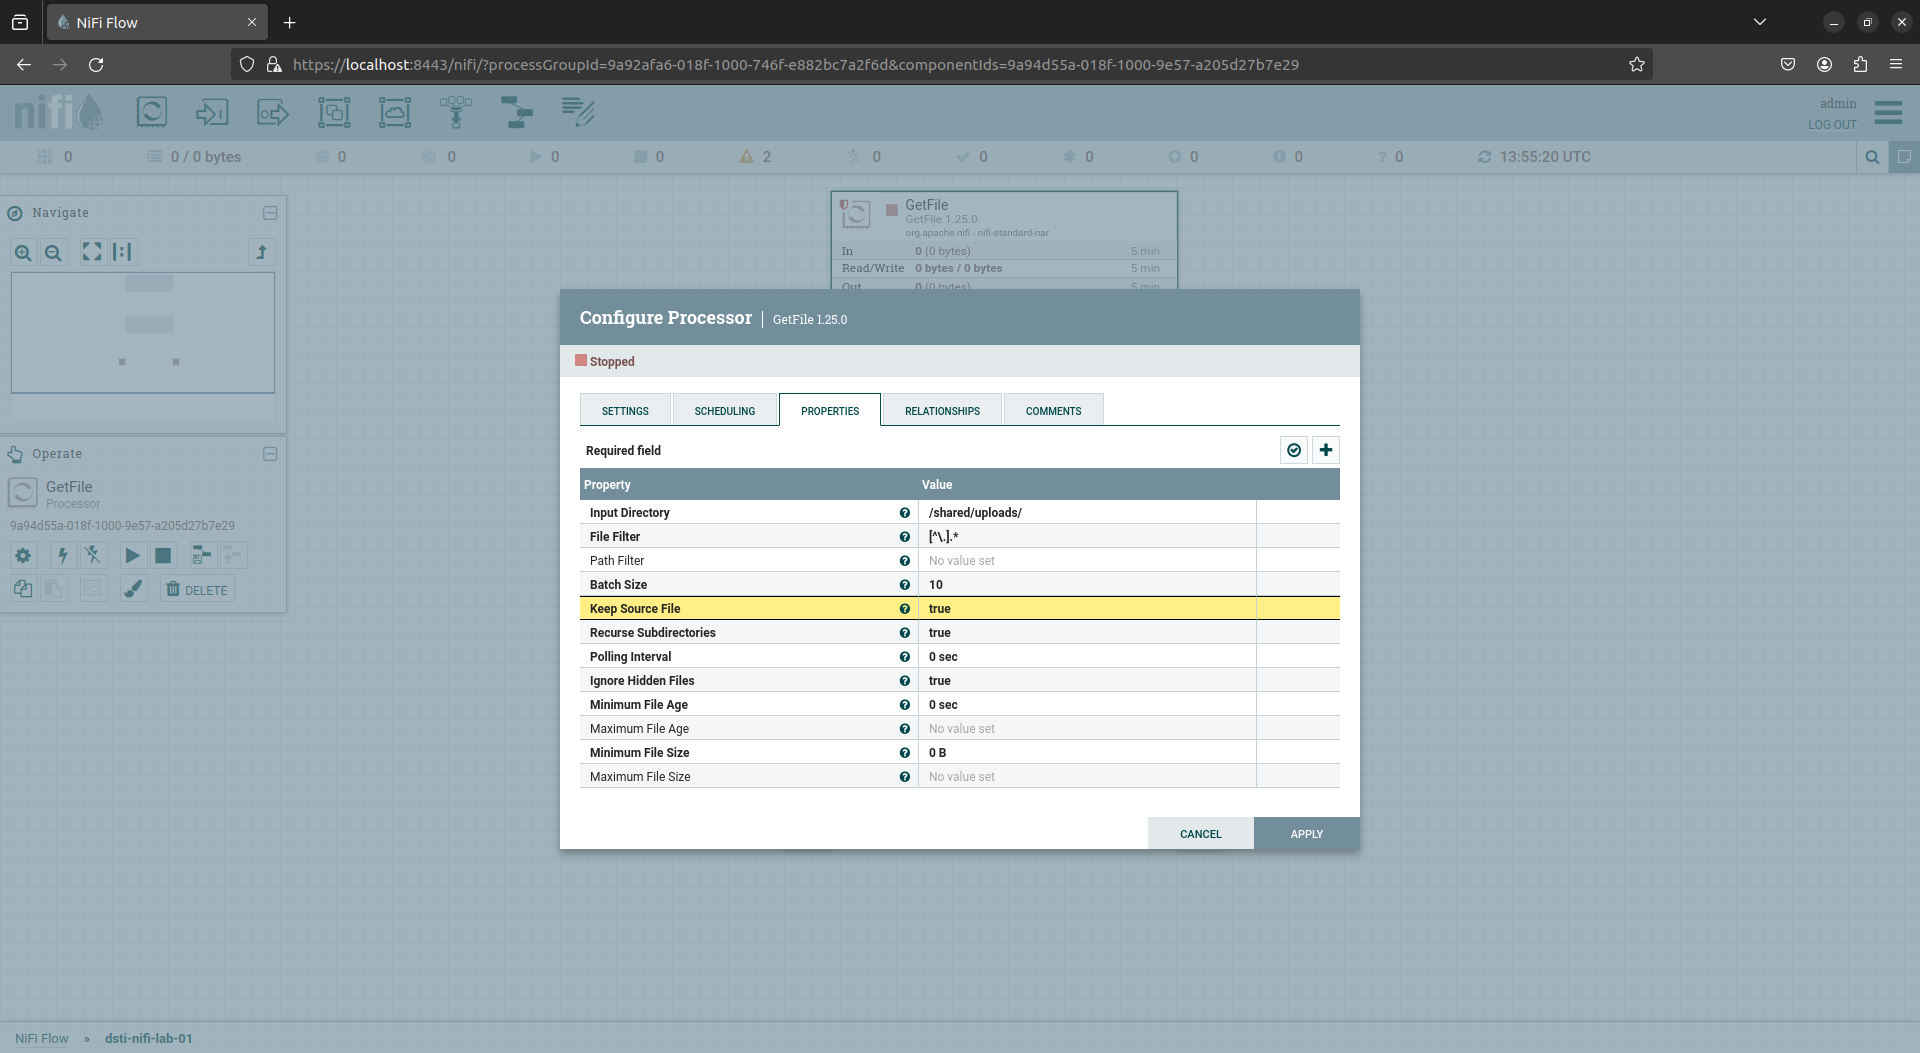 NiFi Flow
https://localhost:8443/nifi/?processGroupId=9a92afa6-018f-1000-746f-e882bc7a2f6d&componentIds=9a94d55a-018f-1000-9e57-a205d27b7e29
nifi
admin
LOG OUT
0
0 / 0 bytes
0
0
0
0
2
0
0
0
0
0
0
13:55:20 UTC
Navigate
GetFile
GetFile 1.25.0
org.apache.nifi - nifi-standard-nar
In 0 (0 bytes) 5 min
Read/Write 0 bytes / 0 bytes 5 min
Out 0 (0 bytes) 5 min
Operate
GetFile
Processor
9a94d55a-018f-1000-9e57-a205d27b7e29
DELETE
Configure Processor | GetFile 1.25.0
Stopped
SETTINGS
SCHEDULING
PROPERTIES
RELATIONSHIPS
COMMENTS
Required field
Property Value
Input Directory /shared/uploads/
File Filter [^\.].*
Path Filter No value set
Batch Size 10
Keep Source File true
Recurse Subdirectories true
Polling Interval 0 sec
Ignore Hidden Files true
Minimum File Age 0 sec
Maximum File Age No value set
Minimum File Size 0 B
Maximum File Size No value set
CANCEL
APPLY
NiFi Flow » dsti-nifi-lab-01